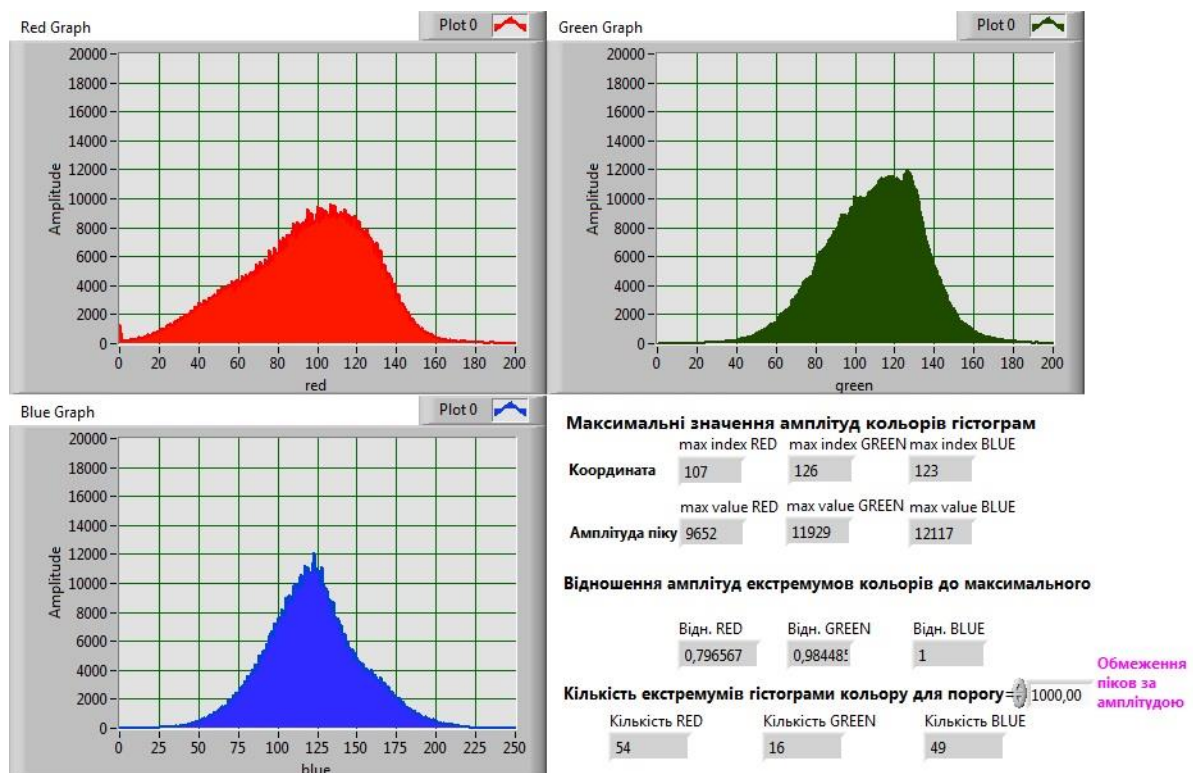 Red Graph
Plot 0
20000
18000
16000
14000
12000
10000
8000
6000
4000
2000
0
Amplitude
0 20 40 60 80 100 120 140 160 180 200
red
Green Graph
Plot 0
20000
18000
16000
14000
12000
10000
8000
6000
4000
2000
0
Amplitude
0 20 40 60 80 100 120 140 160 180 200
green
Blue Graph
Plot 0
20000
18000
16000
14000
12000
10000
8000
6000
4000
2000
0
Amplitude
0 25 50 75 100 125 150 175 200 225 250
blue
Максимальні значення амплітуд кольорів гістограм
max index RED max index GREEN max index BLUE
Координата 107 126 123
max value RED max value GREEN max value BLUE
Амплітуда піку 9652 11929 12117
Відношення амплітуд екстремумов кольорів до максимального
Відн. RED Відн. GREEN Відн. BLUE
0,796567 0,984485 1
Обмеження
піков за
амплітудою
Кількість екстремумів гістограми кольору для порогу= 1000,00
Кількість RED Кількість GREEN Кількість BLUE
54 16 49